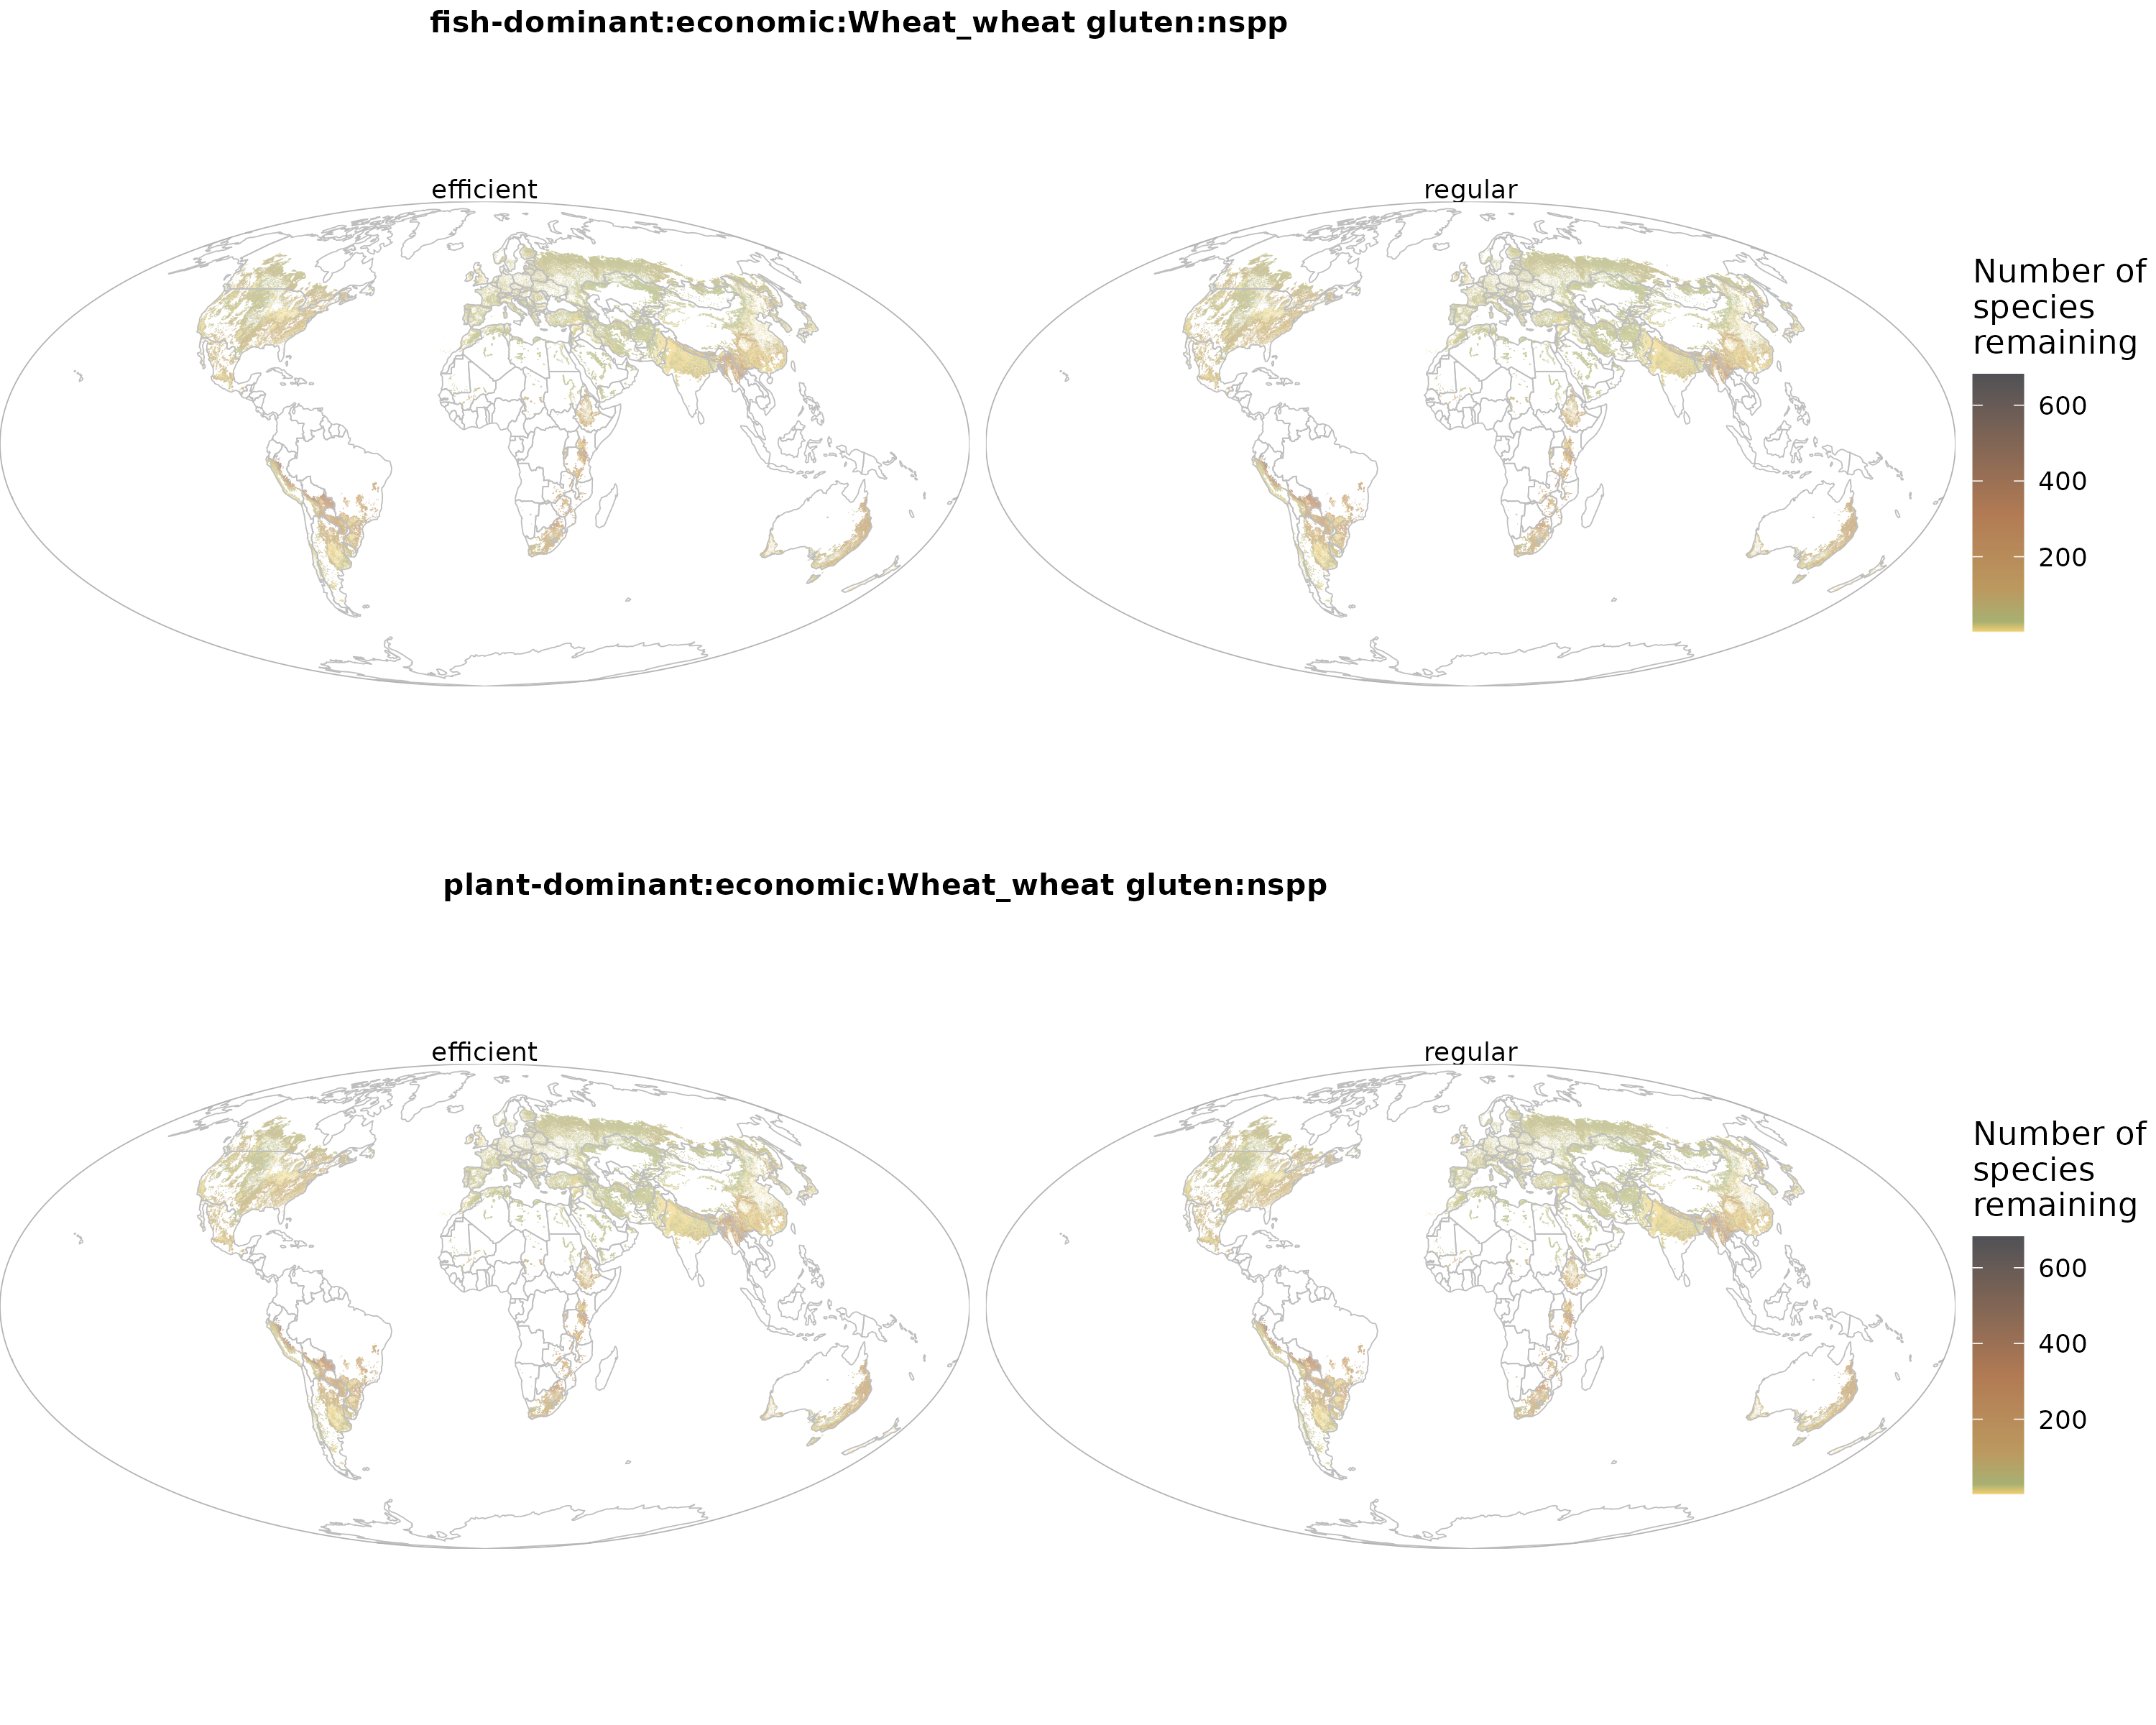 fish-dominant:economic:Wheat_wheat gluten:nspp
efficient
regular
Number of
species
remaining
600
400
200
plant-dominant:economic:Wheat_wheat gluten:nspp
efficient
regular
Number of
species
remaining
600
400
200